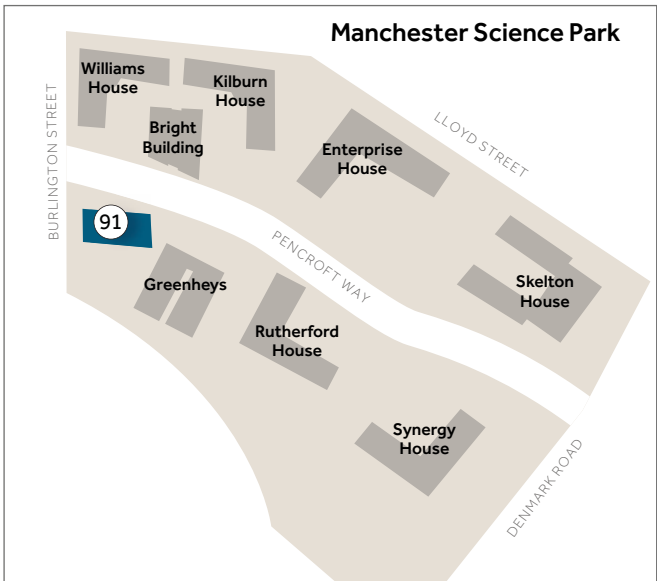 Manchester Science Park
Williams
House
Kilburn
House
Bright
Building
Enterprise
House
LLOYD STREET
BURLINGTON STREET
91
PENCROFT WAY
Greenheys
Skelton
House
Rutherford
House
Synergy
House
DENMARK ROAD